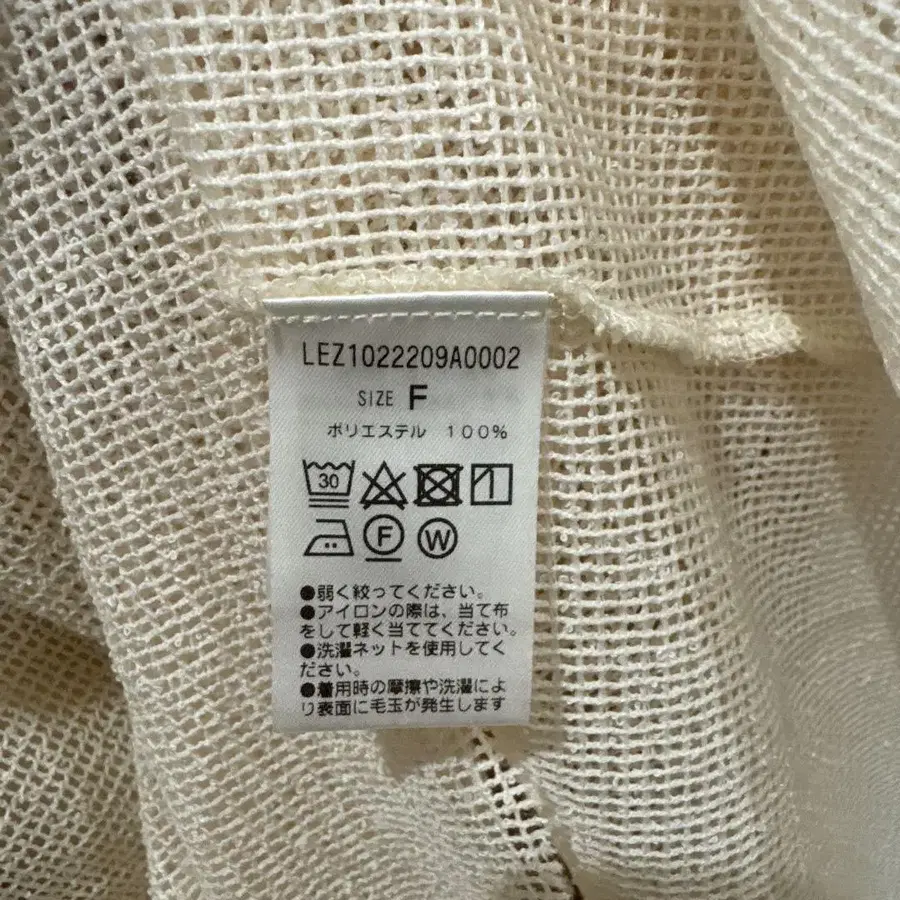 LEZ1022209A0002
SIZE F
ポリエステル 100%
30
F W
●弱く絞ってください。
●アイロンの際は、当て布
をして軽く当ててください。
●洗濯ネットを使用してく
ださい。
●着用時の摩擦や洗濯によ
り表面に毛玉が発生します